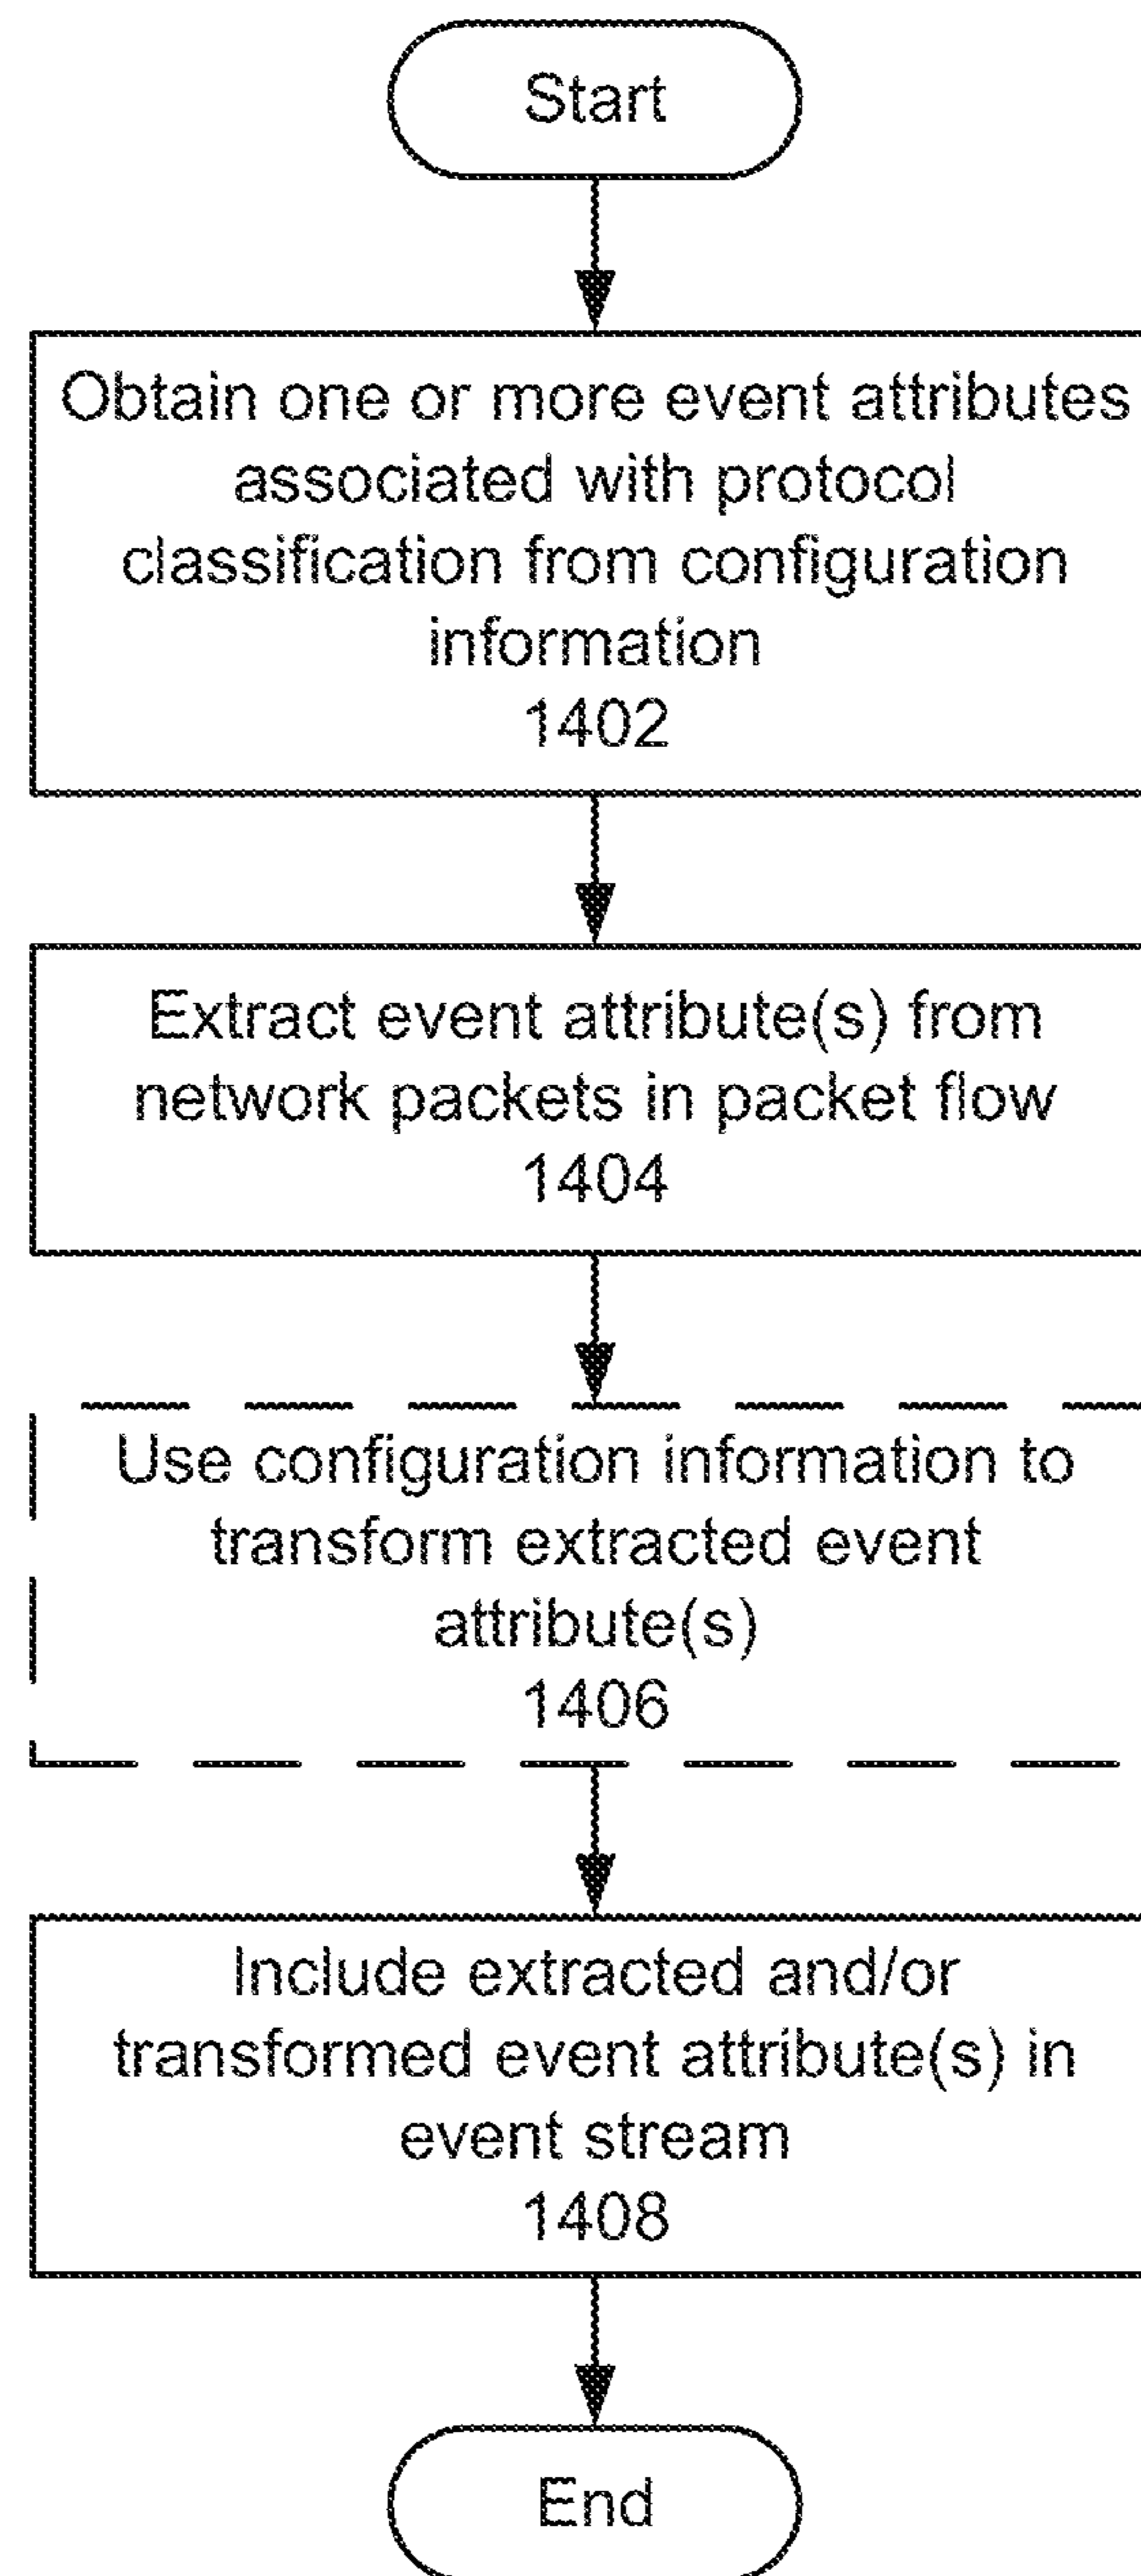 Start
Obtain one or more event attributes
associated with protocol
classification from configuration
information
1402
Extract event attribute(s) from
network packets in packet flow
1404
Use configuration information to
transform extracted event
attribute(s)
1406
Include extracted and/or
transformed event attribute(s) in
event stream
1408
End